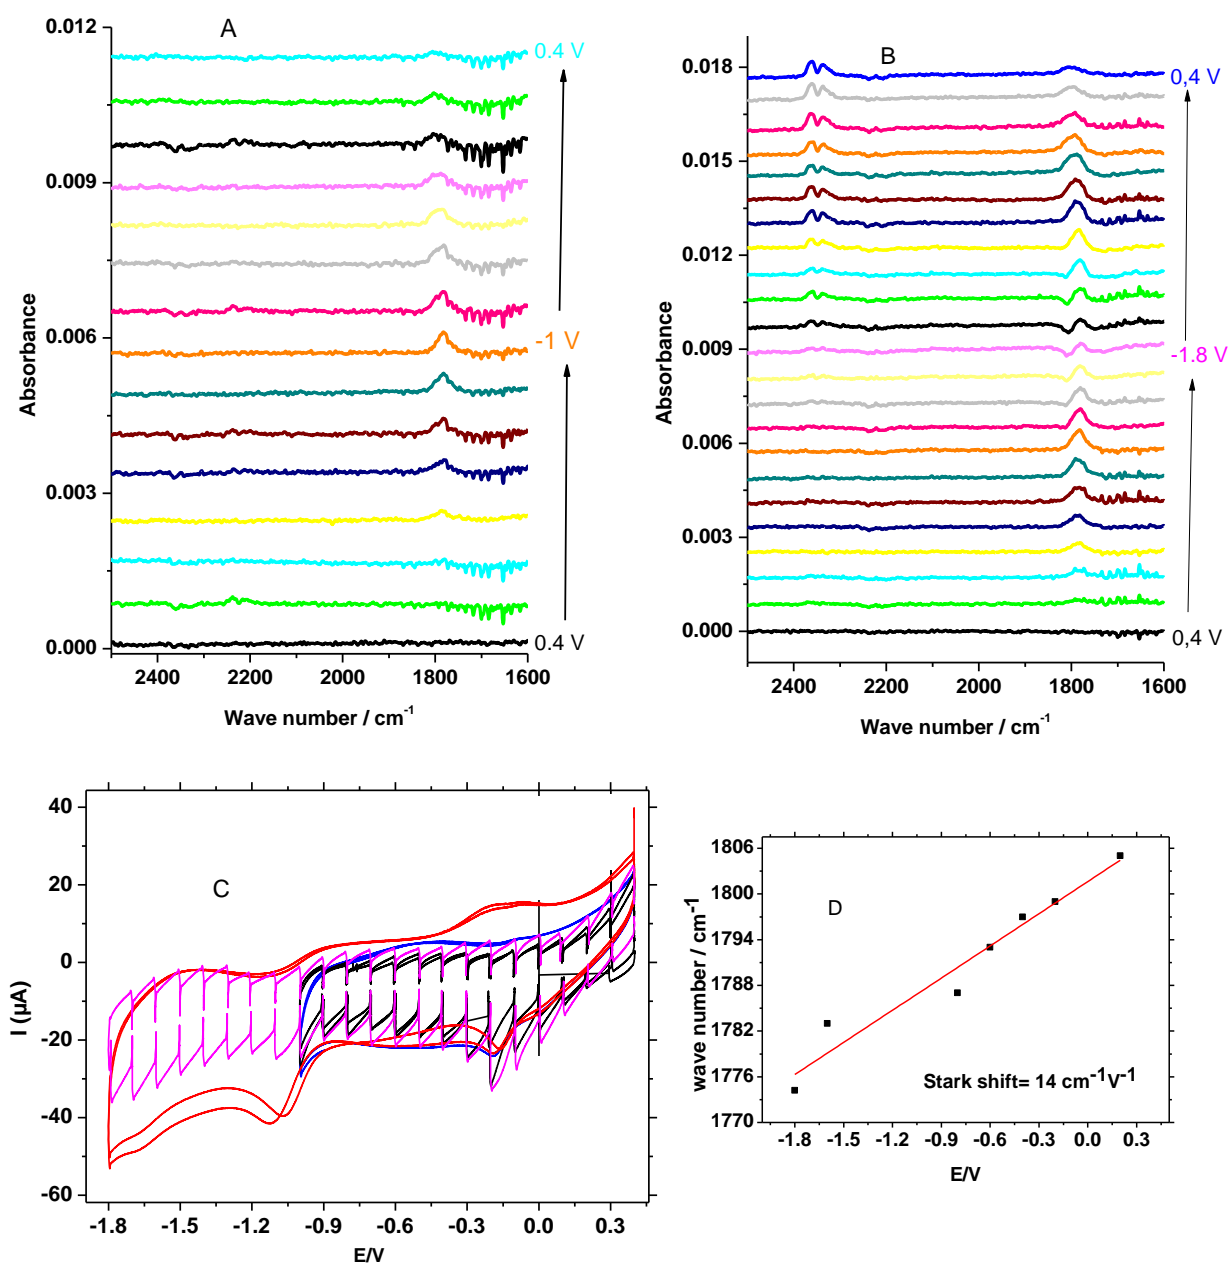 A
0.012
0.009
0.006
0.003
0.000
Absorbance
0.4 V
-1 V
0.4 V
2400 2200 2000 1800 1600
Wave number / cm-1
B
0.018
0.015
0.012
0.009
0.006
0.003
0.000
Absorbance
0,4 V
-1.8 V
0,4 V
2400 2200 2000 1800 1600
Wave number / cm-1
C
40
20
0
-20
-40
-60
I (µA)
-1.8 -1.5 -1.2 -0.9 -0.6 -0.3 0.0 0.3
E/V
D
1806
1800
1794
1788
1782
1776
1770
wave number / cm-1
Stark shift= 14 cm-1V-1
-1.8 -1.5 -1.2 -0.9 -0.6 -0.3 0.0 0.3
E/V